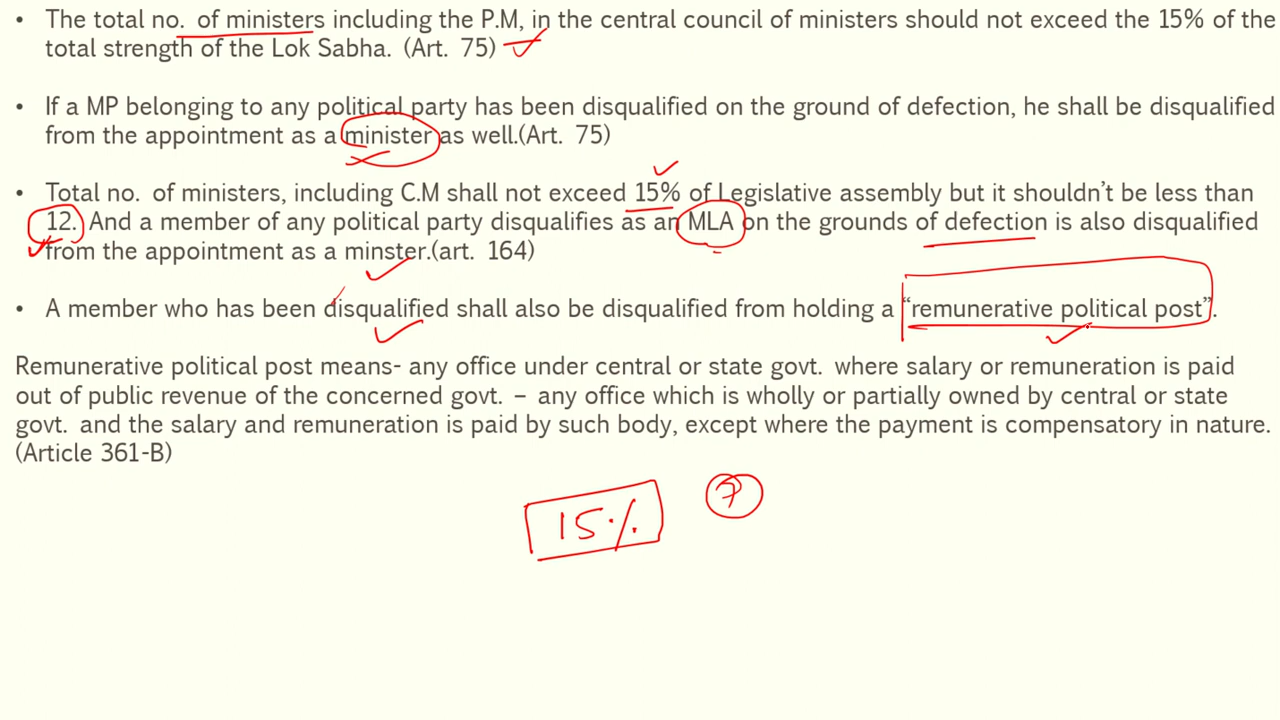 • The total no. of ministers including the P.M, in the central council of ministers should not exceed the 15% of the
total strength of the Lok Sabha. (Art. 75)
• If a MP belonging to any political party has been disqualified on the ground of defection, he shall be disqualified
from the appointment as a minister as well.(Art. 75)
• Total no. of ministers, including C.M shall not exceed 15% of Legislative assembly but it shouldn't be less than
12. And a member of any political party disqualifies as an MLA on the grounds of defection is also disqualified
from the appointment as a minster.(art. 164)
• A member who has been disqualified shall also be disqualified from holding a “remunerative political post”.
Remunerative political post means- any office under central or state govt. where salary or remuneration is paid
out of public revenue of the concerned govt. – any office which is wholly or partially owned by central or state
govt. and the salary and remuneration is paid by such body, except where the payment is compensatory in nature.
(Article 361-B)
15%